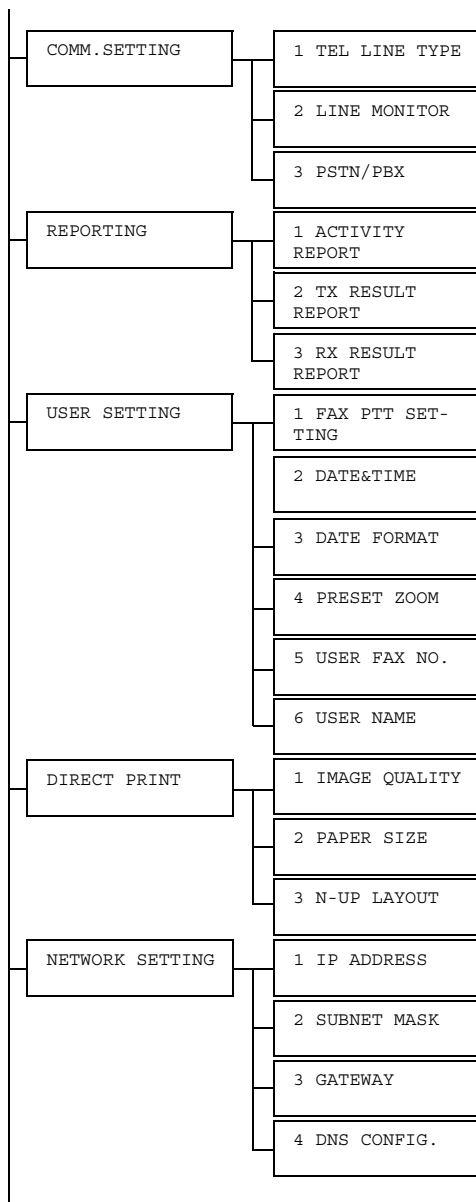 COMM.SETTING
1 TEL LINE TYPE
2 LINE MONITOR
3 PSTN/PBX
REPORTING
1 ACTIVITY
REPORT
2 TX RESULT
REPORT
3 RX RESULT
REPORT
USER SETTING
1 FAX PTT SET-
TING
2 DATE&TIME
3 DATE FORMAT
4 PRESET ZOOM
5 USER FAX NO.
6 USER NAME
DIRECT PRINT
1 IMAGE QUALITY
2 PAPER SIZE
3 N-UP LAYOUT
NETWORK SETTING
1 IP ADDRESS
2 SUBNET MASK
3 GATEWAY
4 DNS CONFIG.